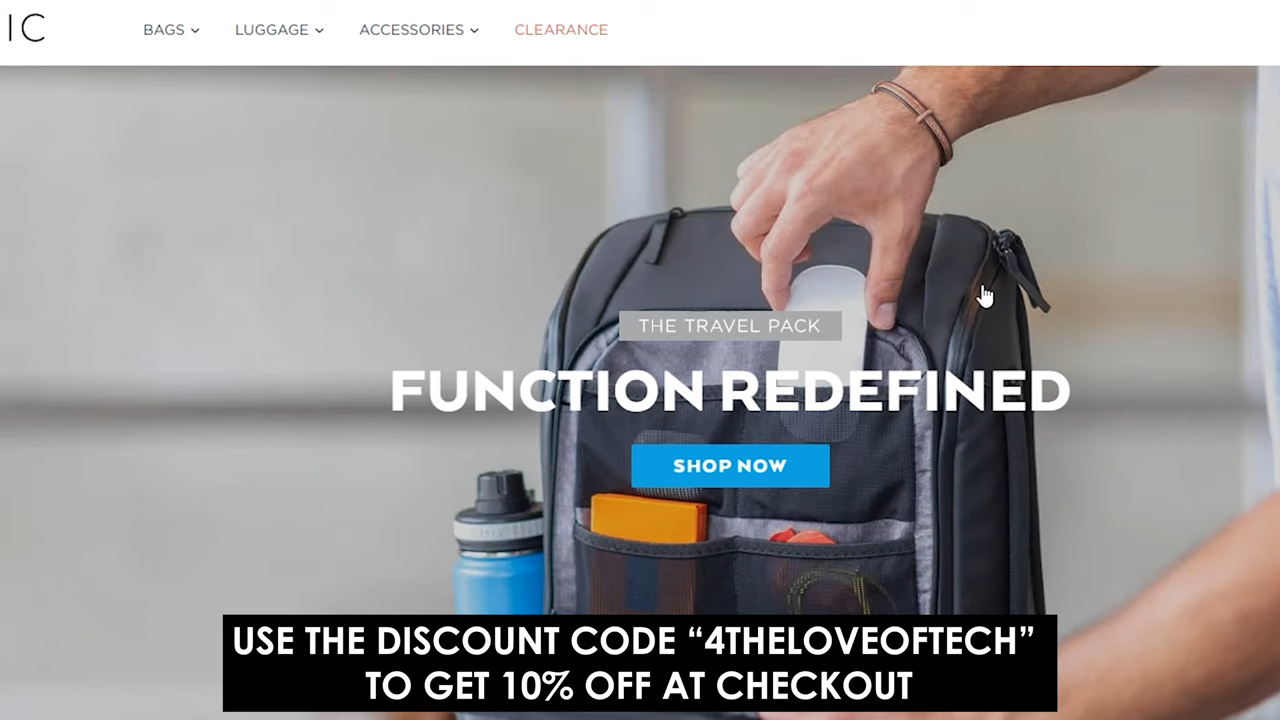 IC
BAGS
LUGGAGE
ACCESSORIES
CLEARANCE
THE TRAVEL PACK
FUNCTION REDEFINED
SHOP NOW
USE THE DISCOUNT CODE “4THELOVEOFTECH”
TO GET 10% OFF AT CHECKOUT